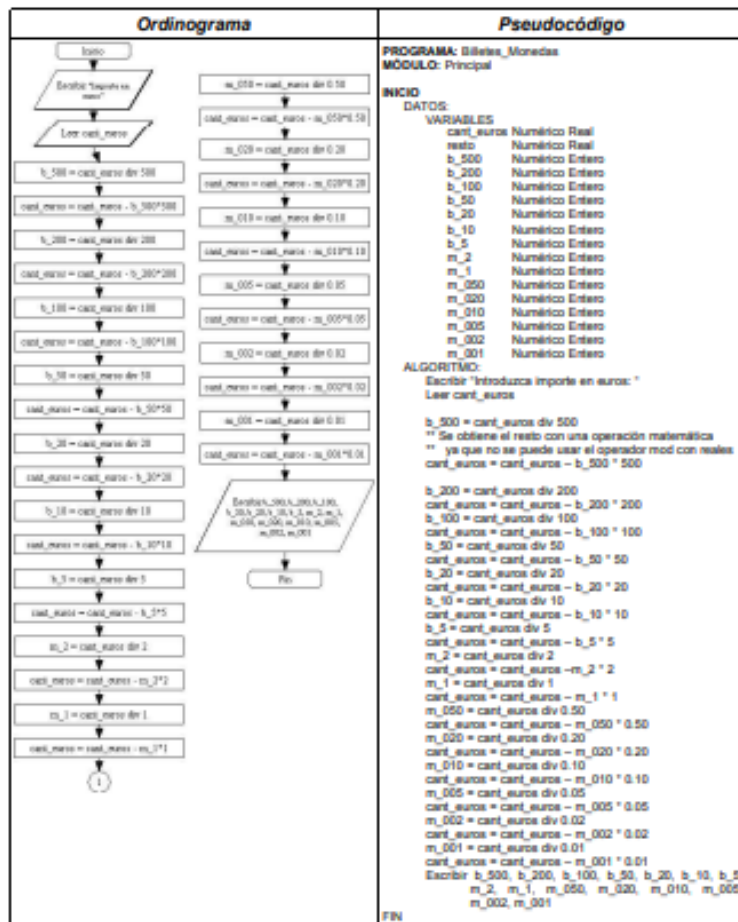 Ordinograma
Inicio
Escribir "Importe en
euros"
Leer cant_euros
b_500 = cant_euros div 500
cant_euros = cant_euros - b_500*500
b_200 = cant_euros div 200
cant_euros = cant_euros - b_200*200
b_100 = cant_euros div 100
cant_euros = cant_euros - b_100*100
b_50 = cant_euros div 50
cant_euros = cant_euros - b_50*50
b_20 = cant_euros div 20
cant_euros = cant_euros - b_20*20
b_10 = cant_euros div 10
cant_euros = cant_euros - b_10*10
b_5 = cant_euros div 5
cant_euros = cant_euros - b_5*5
m_2 = cant_euros div 2
cant_euros = cant_euros - m_2*2
m_1 = cant_euros div 1
cant_euros = cant_euros - m_1*1
1
m_050 = cant_euros div 0.50
cant_euros = cant_euros - m_050*0.50
m_020 = cant_euros div 0.20
cant_euros = cant_euros - m_020*0.20
m_010 = cant_euros div 0.10
cant_euros = cant_euros - m_010*0.10
m_005 = cant_euros div 0.05
cant_euros = cant_euros - m_005*0.05
m_002 = cant_euros div 0.02
cant_euros = cant_euros - m_002*0.02
m_001 = cant_euros div 0.01
cant_euros = cant_euros - m_001*0.01
Escribir b_500, b_200, b_100,
b_50, b_20, b_10, b_5, m_2, m_1,
m_050, m_020, m_010, m_005,
m_002, m_001
Fin
Pseudocódigo
PROGRAMA: Billetes_Monedas
MÓDULO: Principal
INICIO
DATOS:
VARIABLES
cant_euros Numérico Real
resto Numérico Real
b_500 Numérico Entero
b_200 Numérico Entero
b_100 Numérico Entero
b_50 Numérico Entero
b_20 Numérico Entero
b_10 Numérico Entero
b_5 Numérico Entero
m_2 Numérico Entero
m_1 Numérico Entero
m_050 Numérico Entero
m_020 Numérico Entero
m_010 Numérico Entero
m_005 Numérico Entero
m_002 Numérico Entero
m_001 Numérico Entero
ALGORITMO:
Escribir "Introduzca importe en euros: "
Leer cant_euros
b_500 = cant_euros div 500
** Se obtiene el resto con una operación matemática
** ya que no se puede usar el operador mod con reales
cant_euros = cant_euros – b_500 * 500
b_200 = cant_euros div 200
cant_euros = cant_euros – b_200 * 200
b_100 = cant_euros div 100
cant_euros = cant_euros – b_100 * 100
b_50 = cant_euros div 50
cant_euros = cant_euros – b_50 * 50
b_20 = cant_euros div 20
cant_euros = cant_euros – b_20 * 20
b_10 = cant_euros div 10
cant_euros = cant_euros – b_10 * 10
b_5 = cant_euros div 5
cant_euros = cant_euros – b_5 * 5
m_2 = cant_euros div 2
cant_euros = cant_euros –m_2 * 2
m_1 = cant_euros div 1
cant_euros = cant_euros – m_1 * 1
m_050 = cant_euros div 0.50
cant_euros = cant_euros – m_050 * 0.50
m_020 = cant_euros div 0.20
cant_euros = cant_euros – m_020 * 0.20
m_010 = cant_euros div 0.10
cant_euros = cant_euros – m_010 * 0.10
m_005 = cant_euros div 0.05
cant_euros = cant_euros – m_005 * 0.05
m_002 = cant_euros div 0.02
cant_euros = cant_euros – m_002 * 0.02
m_001 = cant_euros div 0.01
cant_euros = cant_euros – m_001 * 0.01
Escribir b_500, b_200, b_100, b_50, b_20, b_10, b_5
m_2, m_1, m_050, m_020, m_010, m_005
m_002, m_001
FIN